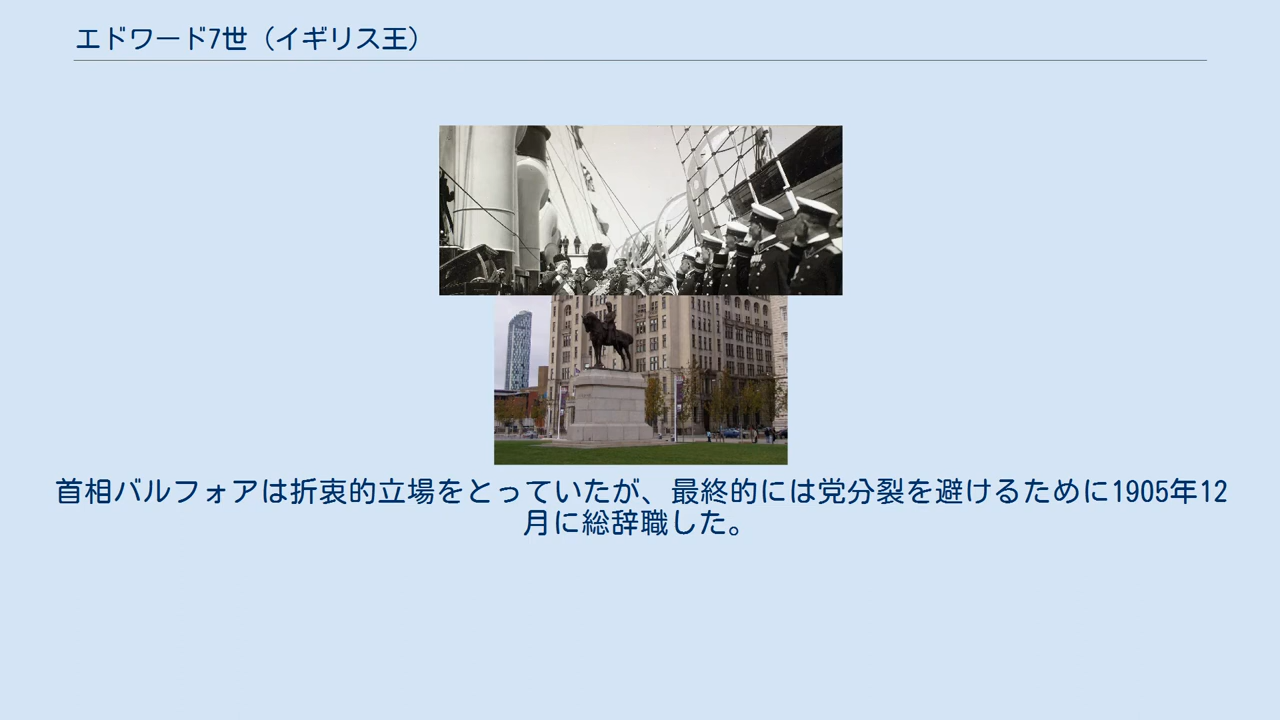 エドワード7世（イギリス王）
首相バルフォアは折衷的立場をとっていたが、最終的には党分裂を避けるために1905年12
月に総辞職した。